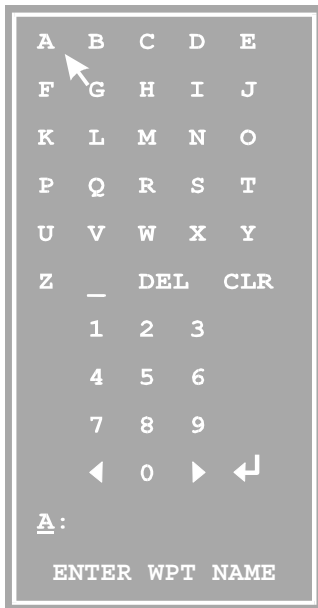 A B C D E
F G H I J
K L M N O
P Q R S T
U V W X Y
Z _ DEL CLR
1 2 3
4 5 6
7 8 9
◀ 0 ▶ ↵
A:
ENTER WPT NAME